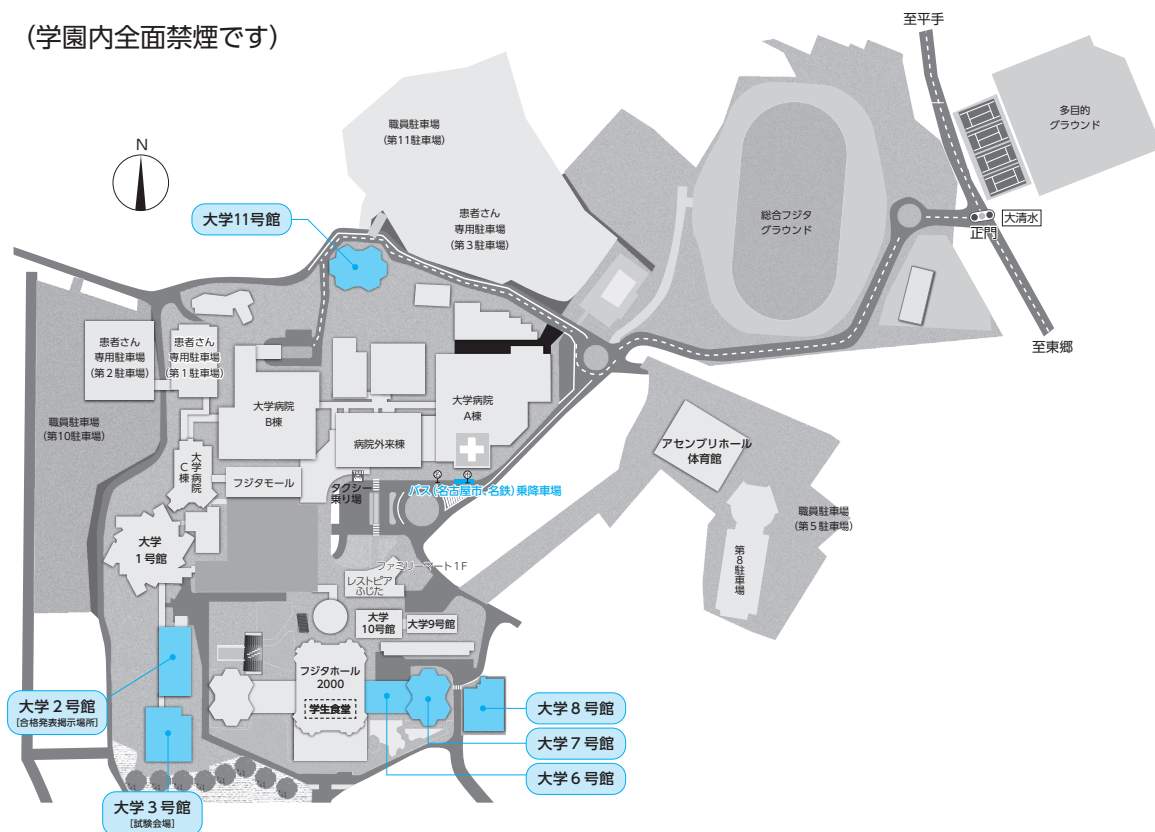 (学園内全面禁煙です)
至平手
多目的
グラウンド
職員駐車場
(第11駐車場)
N
大学11号館
患者さん
専用駐車場
(第３駐車場)
総合フジタ
グラウンド
大清水
正門
至東郷
患者さん
専用駐車場
(第２駐車場)
患者さん
専用駐車場
(第１駐車場)
大学病院
B棟
大学病院
A棟
職員駐車場
(第10駐車場)
病院外来棟
アセンブリホール
体育館
大学病院
C棟
フジタモール
タクシー
乗り場
バス(名古屋市、名鉄)乗降車場
職員駐車場
(第５駐車場)
大学
１号館
第８駐車場
ファミリーマート１F
レストピア
ふじた
大学
10号館
大学9号館
フジタホール
2000
学生食堂
大学２号館
[合格発表掲示場所]
大学８号館
大学７号館
大学６号館
大学３号館
[試験会場]